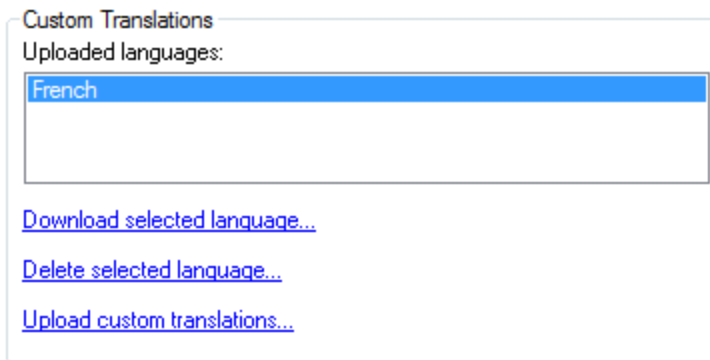 Custom Translations
Uploaded languages:
French
Download selected language...
Delete selected language...
Upload custom translations...